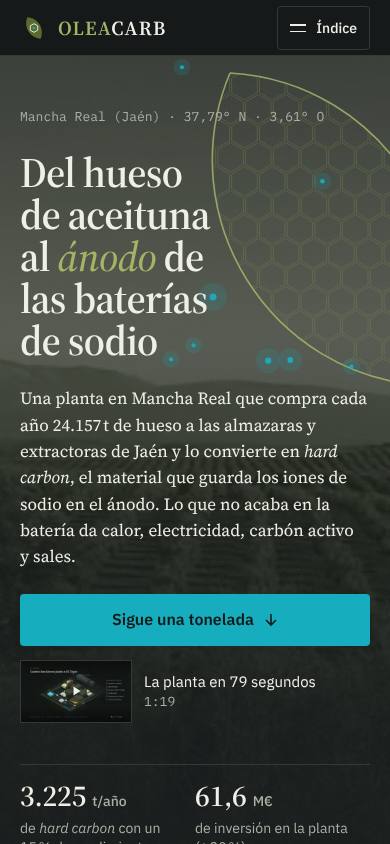 OLEACARB
Índice
Mancha Real (Jaén) · 37,79° N · 3,61° O
Del hueso
de aceituna
al ánodo de
las baterías
de sodio
Una planta en Mancha Real que compra cada
año 24.157 t de hueso a las almazaras y
extractoras de Jaén y lo convierte en hard
carbon, el material que guarda los iones de
sodio en el ánodo. Lo que no acaba en la
batería da calor, electricidad, carbón activo
y sales.
Sigue una tonelada ↓
La planta en 79 segundos
1:19
3.225 t/año
de hard carbon con un
61,6 M€
de inversión en la planta